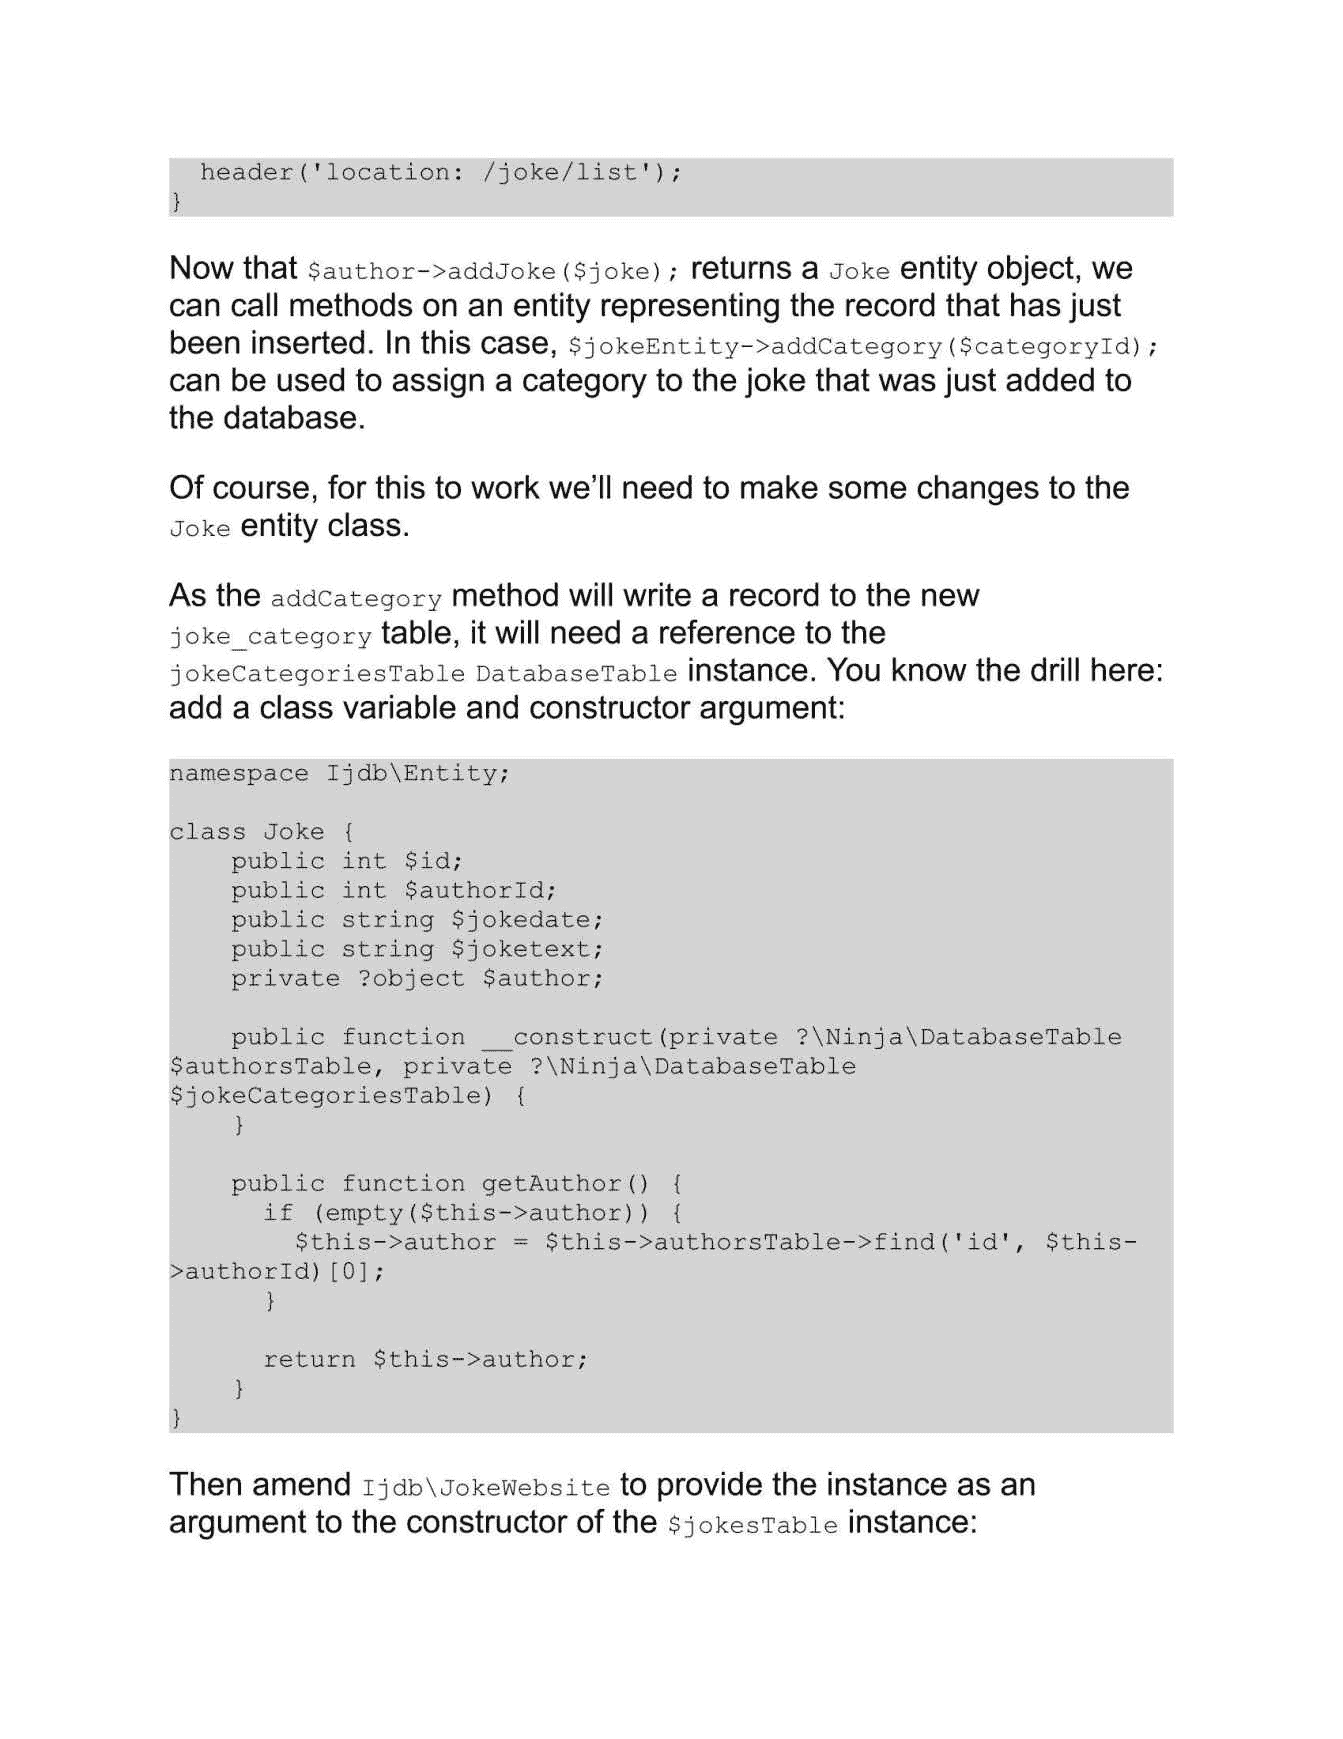 header('location: /joke/list');
}
Now that $author->addJoke($joke); returns a Joke entity object, we
can call methods on an entity representing the record that has just
been inserted. In this case, $jokeEntity->addCategory($categoryId);
can be used to assign a category to the joke that was just added to
the database.
Of course, for this to work we’ll need to make some changes to the
Joke entity class.
As the addCategory method will write a record to the new
joke_category table, it will need a reference to the
jokeCategoriesTable DatabaseTable instance. You know the drill here:
add a class variable and constructor argument:
namespace Ijdb\Entity;
class Joke {
public int $id;
public int $authorId;
public string $jokedate;
public string $joketext;
private ?object $author;
public function __construct(private ?\Ninja\DatabaseTable
$authorsTable, private ?\Ninja\DatabaseTable
$jokeCategoriesTable) {
}
public function getAuthor() {
if (empty($this->author)) {
$this->author = $this->authorsTable->find('id', $this-
>authorId)[0];
}
return $this->author;
}
}
Then amend Ijdb\JokeWebsite to provide the instance as an
argument to the constructor of the $jokesTable instance: